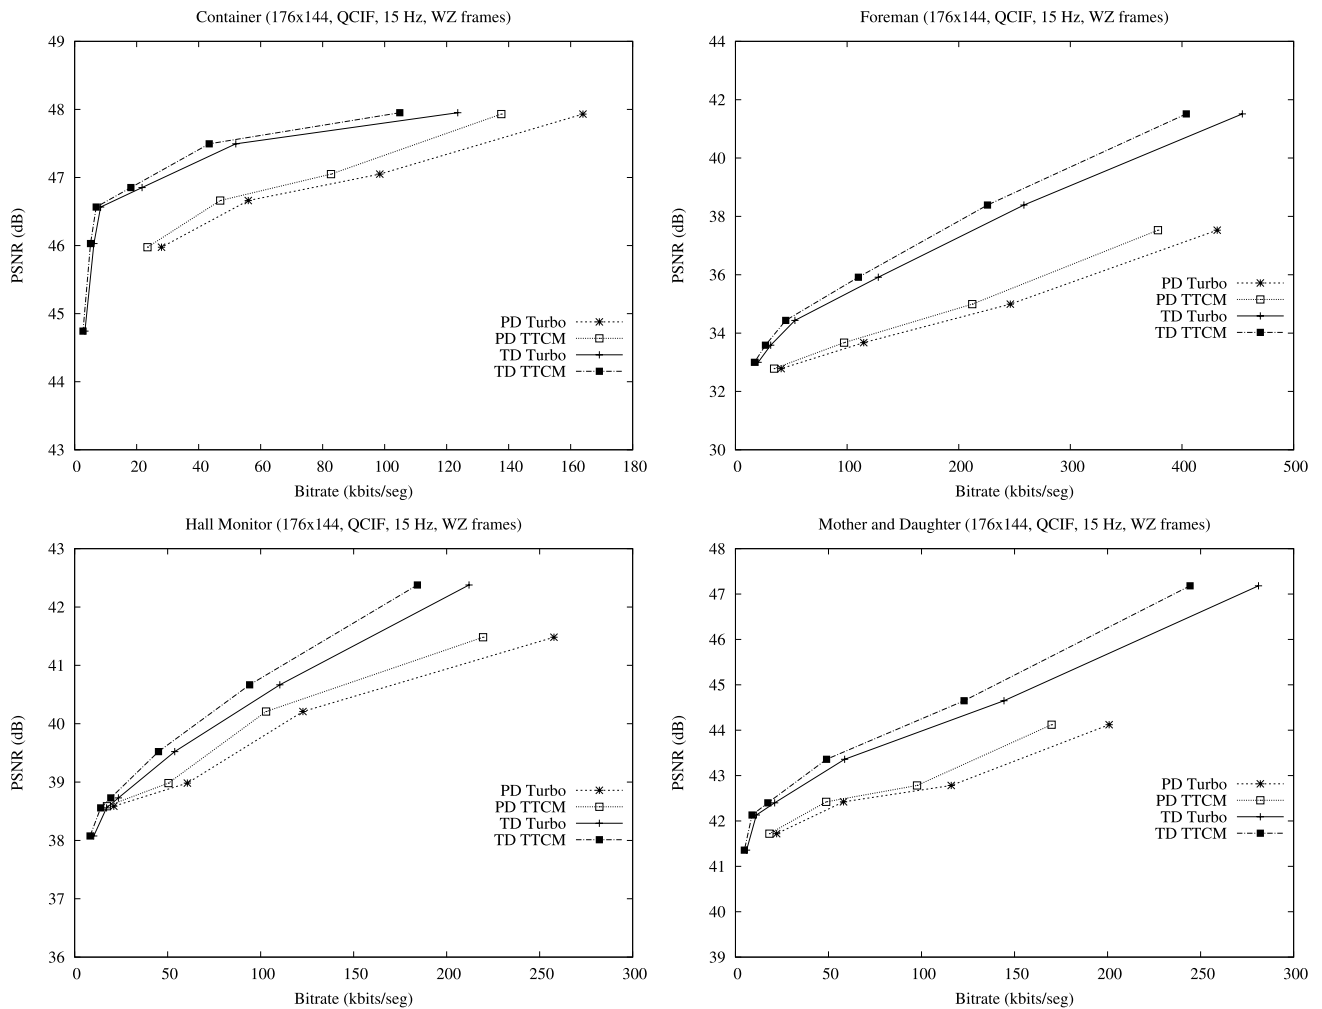 Container (176x144, QCIF, 15 Hz, WZ frames)
49
48
47
46
45
44
43
PSNR (dB)
PD Turbo
PD TTCM
TD Turbo
TD TTCM
0 20 40 60 80 100 120 140 160 180
Bitrate (kbits/seg)
Foreman (176x144, QCIF, 15 Hz, WZ frames)
44
42
40
38
36
34
32
30
PSNR (dB)
PD Turbo
PD TTCM
TD Turbo
TD TTCM
0 100 200 300 400 500
Bitrate (kbits/seg)
Hall Monitor (176x144, QCIF, 15 Hz, WZ frames)
43
42
41
40
39
38
37
36
PSNR (dB)
PD Turbo
PD TTCM
TD Turbo
TD TTCM
0 50 100 150 200 250 300
Bitrate (kbits/seg)
Mother and Daughter (176x144, QCIF, 15 Hz, WZ frames)
48
47
46
45
44
43
42
41
40
39
PSNR (dB)
PD Turbo
PD TTCM
TD Turbo
TD TTCM
0 50 100 150 200 250 300
Bitrate (kbits/seg)